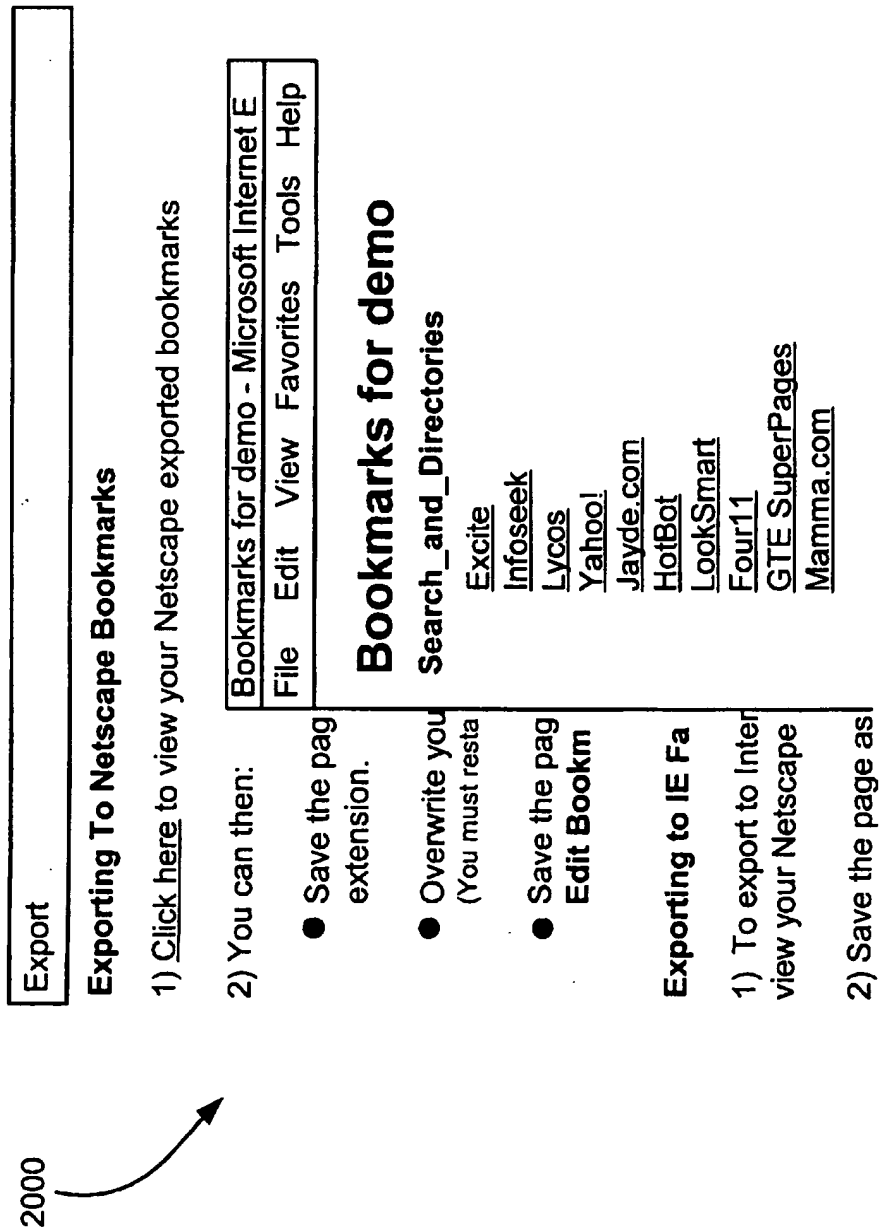 2000
Export
Exporting To Netscape Bookmarks
1) Click here to view your Netscape exported bookmarks
2) You can then:
● Save the pag
extension.
● Overwrite you
(You must resta
● Save the pag
Edit Bookm
Exporting to IE Fa
1) To export to Inter
view your Netscape
2) Save the page as
Bookmarks for demo - Microsoft Internet E
File Edit View Favorites Tools Help
Bookmarks for demo
Search_and_Directories
Excite
Infoseek
Lycos
Yahoo!
Jayde.com
HotBot
LookSmart
Four11
GTE SuperPages
Mamma.com